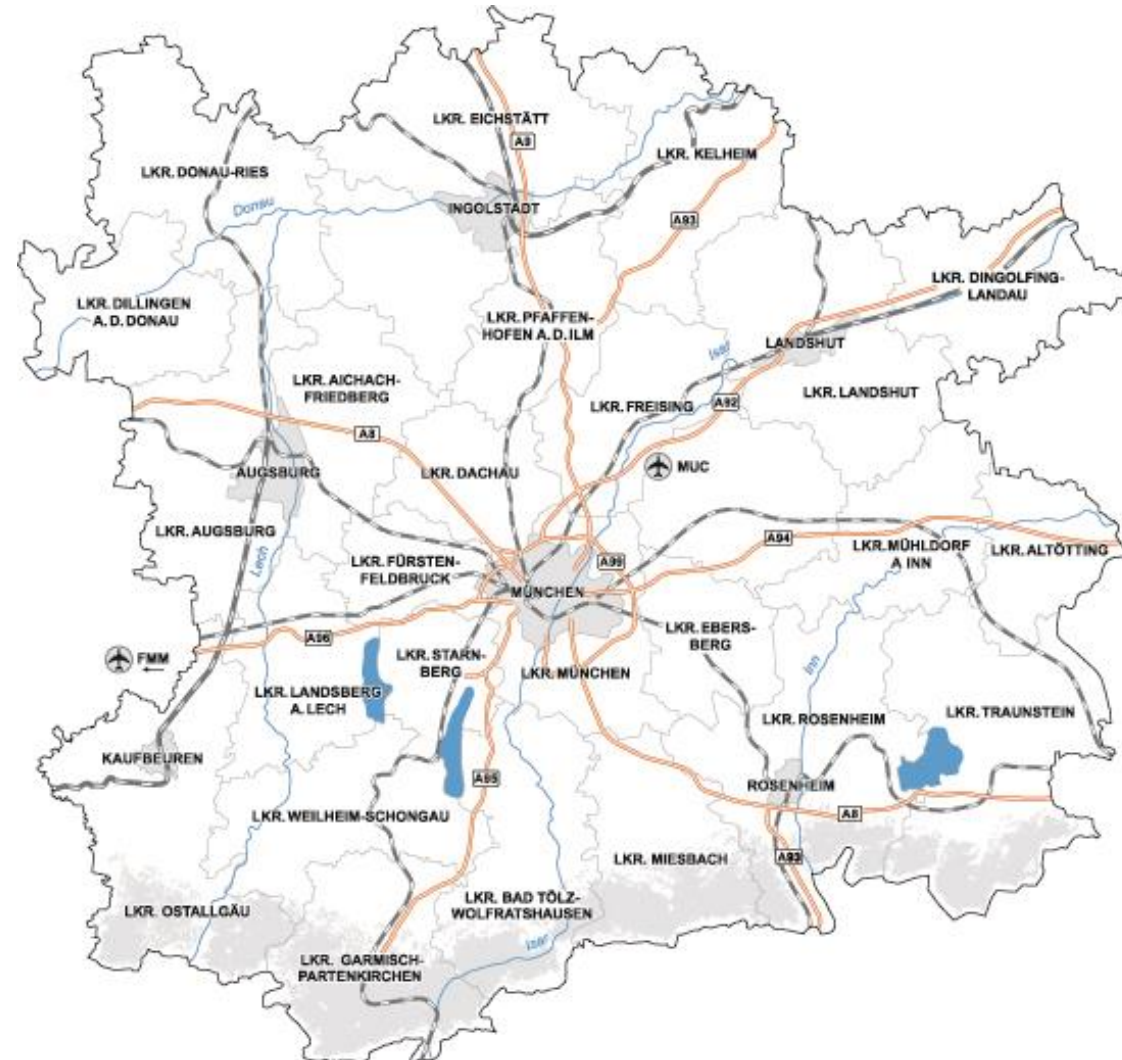 LKR. EICHSTÄTT
A9
LKR. KELHEIM
LKR. DONAU-RIES
Donau
INGOLSTADT
A93
LKR. DILLINGEN
A. D. DONAU
LKR. DINGOLFING-
LANDAU
LKR. PFAFFEN-
HOFEN A. D. ILM
LANDSHUT
Isar
LKR. AICHACH-
FRIEDBERG
LKR. LANDSHUT
LKR. FREISING
A92
A8
AUGSBURG
LKR. DACHAU
MUC
LKR. AUGSBURG
Lech
A94
LKR. MÜHLDORF
A INN
LKR. ALTÖTTING
LKR. FÜRSTEN-
FELDBRUCK
A99
MÜNCHEN
A96
LKR. EBERS-
BERG
FMM
LKR. STARN-
BERG
LKR. MÜNCHEN
Inn
LKR. LANDSBERG
A. LECH
LKR. ROSENHEIM
LKR. TRAUNSTEIN
KAUFBEUREN
A95
ROSENHEIM
LKR. WEILHEIM-SCHONGAU
A8
LKR. MIESBACH
A93
LKR. OSTALLGÄU
LKR. BAD TÖLZ-
WOLFRATSHAUSEN
Isar
LKR. GARMISCH-
PARTENKIRCHEN